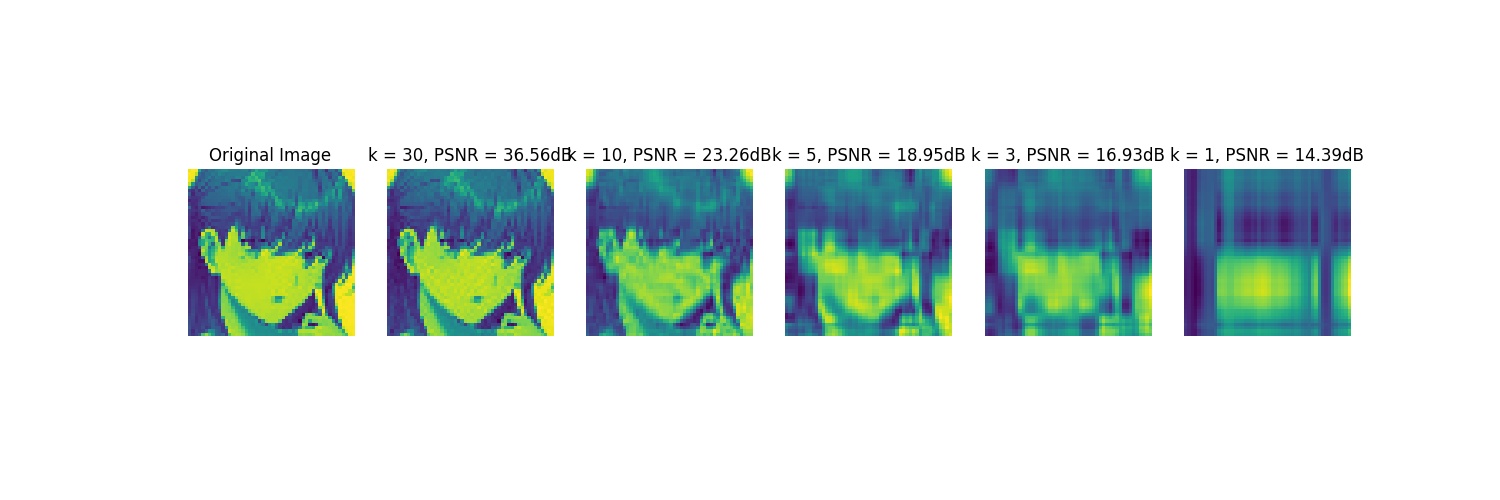 Original Image
k = 30, PSNR = 36.56dB
k = 10, PSNR = 23.26dB
k = 5, PSNR = 18.95dB
k = 3, PSNR = 16.93dB
k = 1, PSNR = 14.39dB